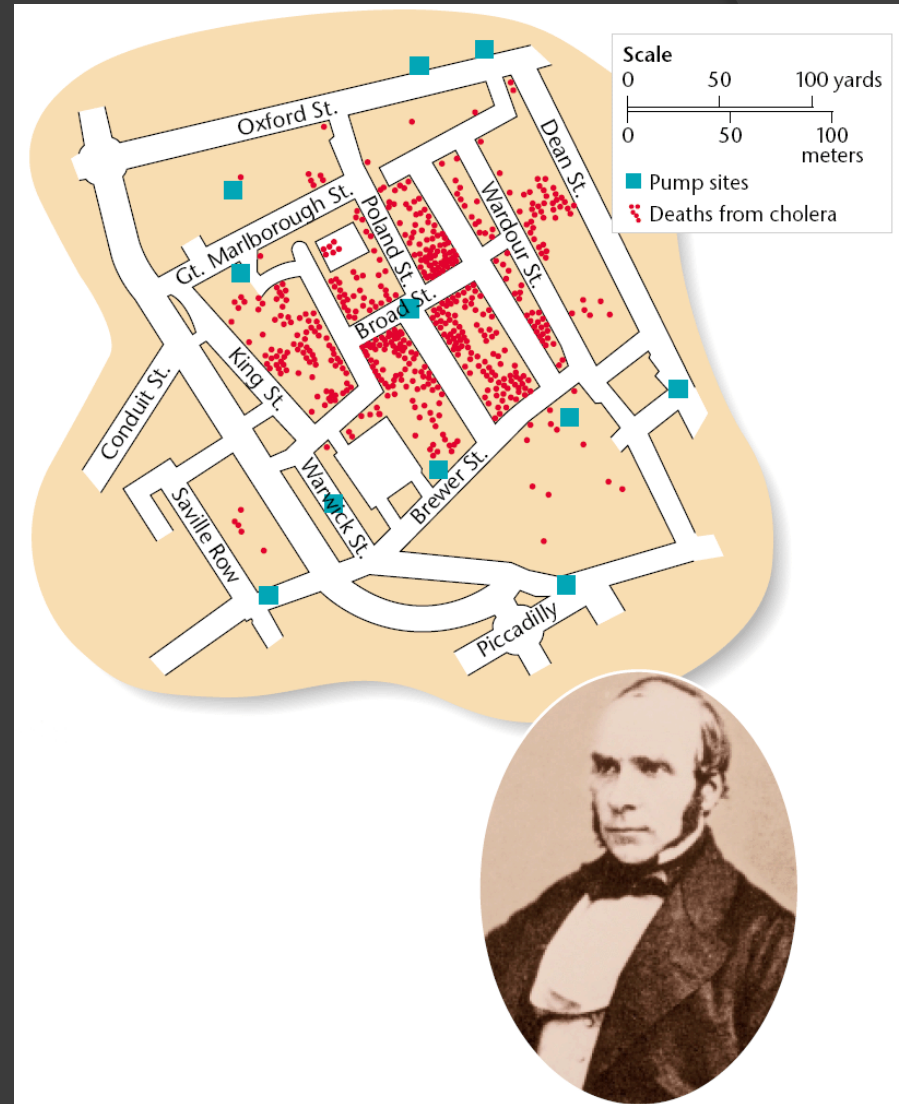 Scale
0 50 100 yards
0 50 100
meters
Pump sites
Deaths from cholera
Oxford St.
Dean St.
Gt. Marlborough St.
Poland St.
Wardour St.
Broad St.
King St.
Conduit St.
Warwick St.
Brewer St.
Saville Row
Piccadilly